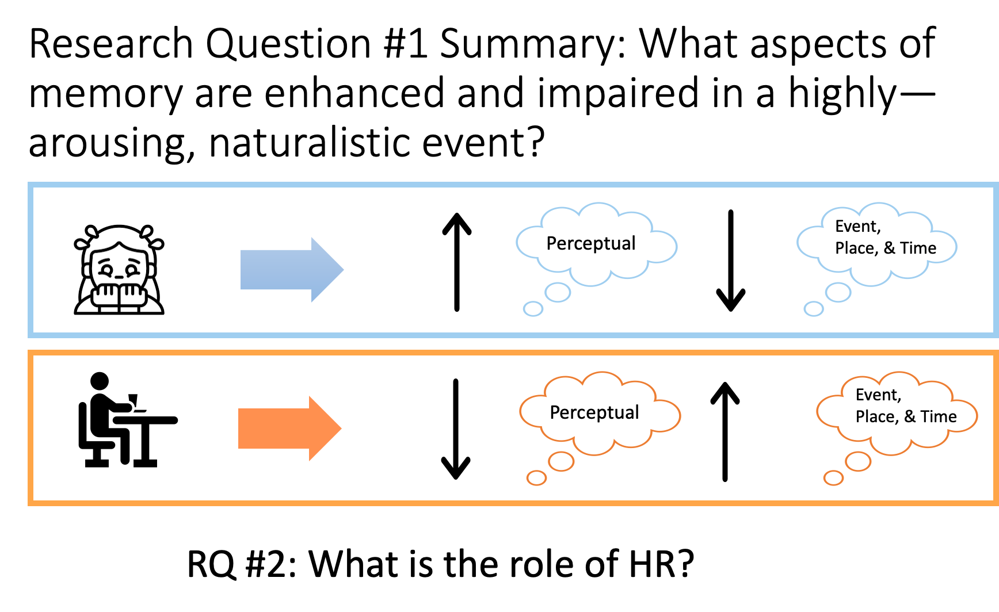 Research Question #1 Summary: What aspects of
memory are enhanced and impaired in a highly—
arousing, naturalistic event?
Perceptual
Event,
Place, & Time
Perceptual
Event,
Place, & Time
RQ #2: What is the role of HR?